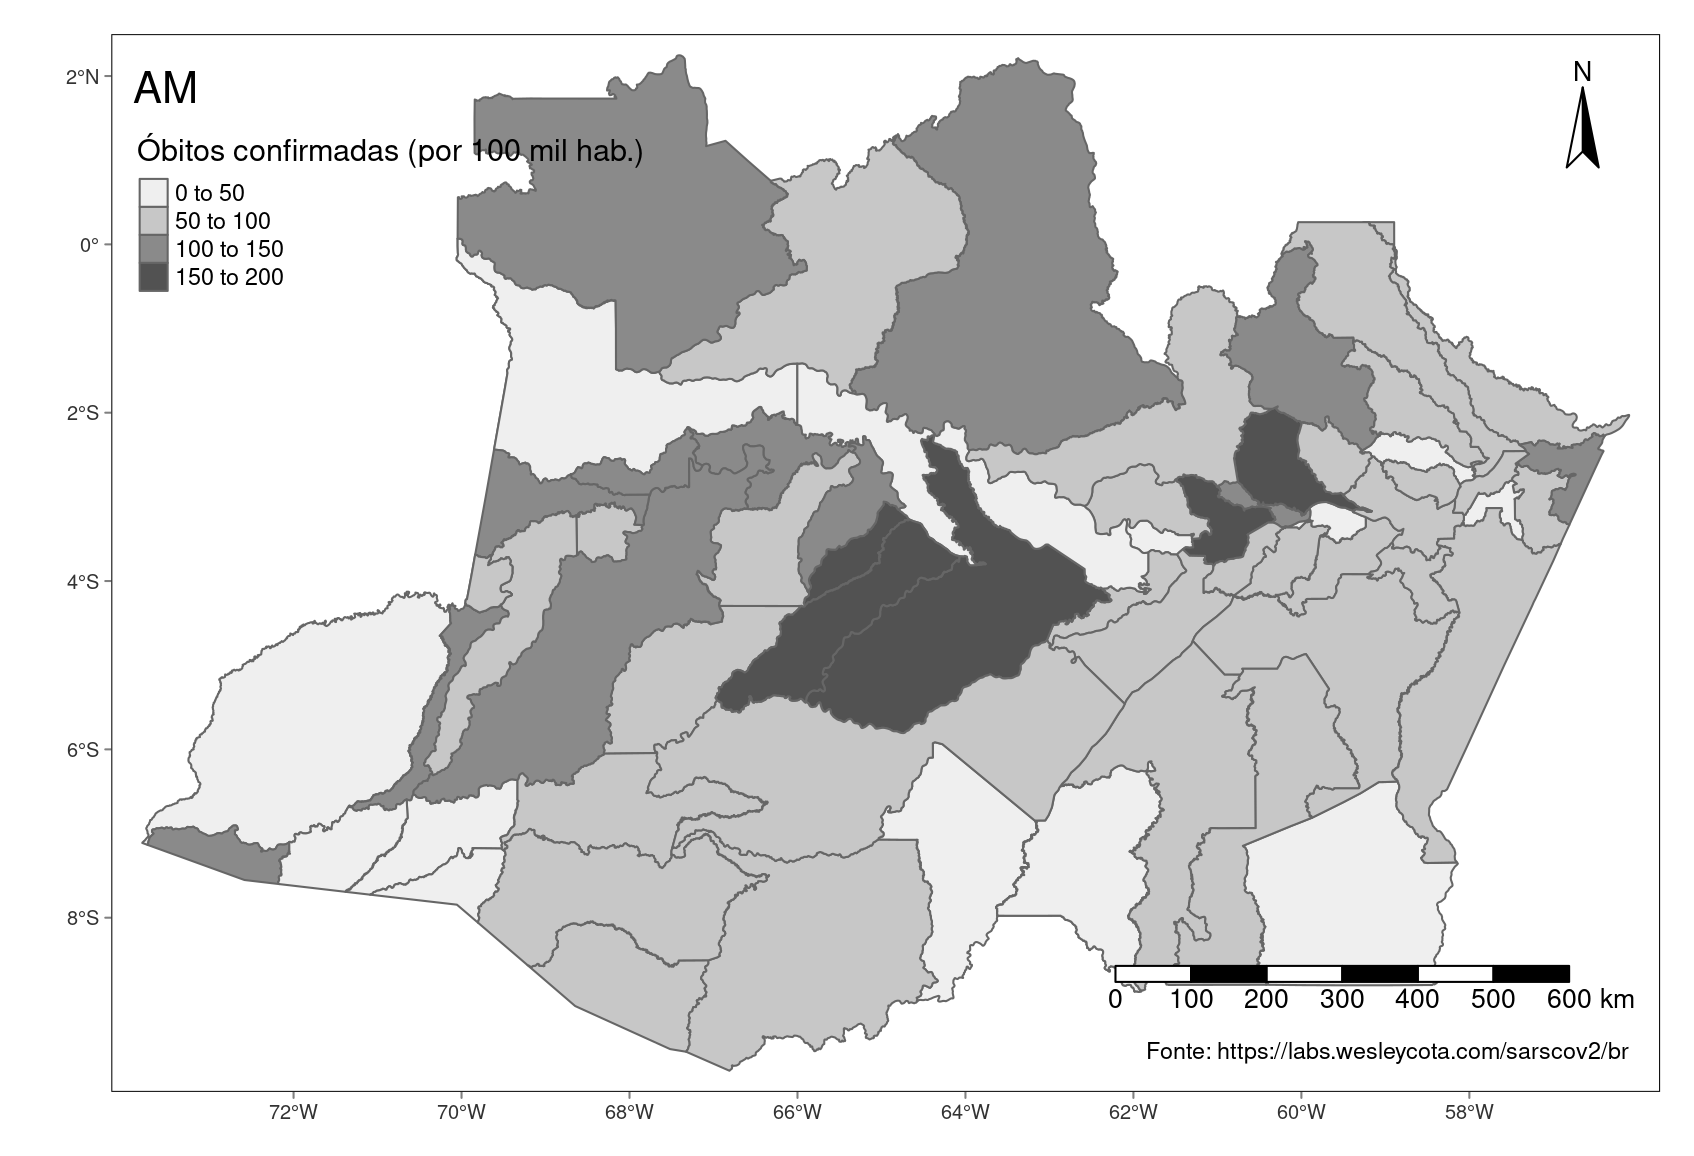 AM
N
Óbitos confirmadas (por 100 mil hab.)
0 to 50
50 to 100
100 to 150
150 to 200
2°N
0°
2°S
4°S
6°S
8°S
0 100 200 300 400 500 600 km
Fonte: https://labs.wesleycota.com/sarscov2/br
72°W 70°W 68°W 66°W 64°W 62°W 60°W 58°W